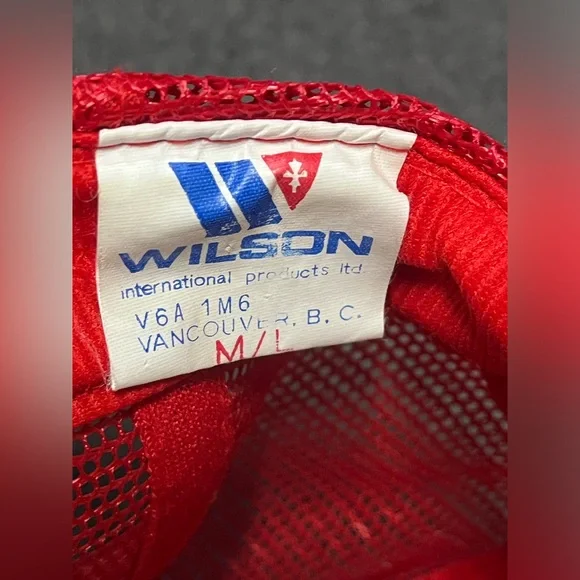 WILSON
international products ltd
V6A 1M6
VANCOUVER, B. C.
M/L